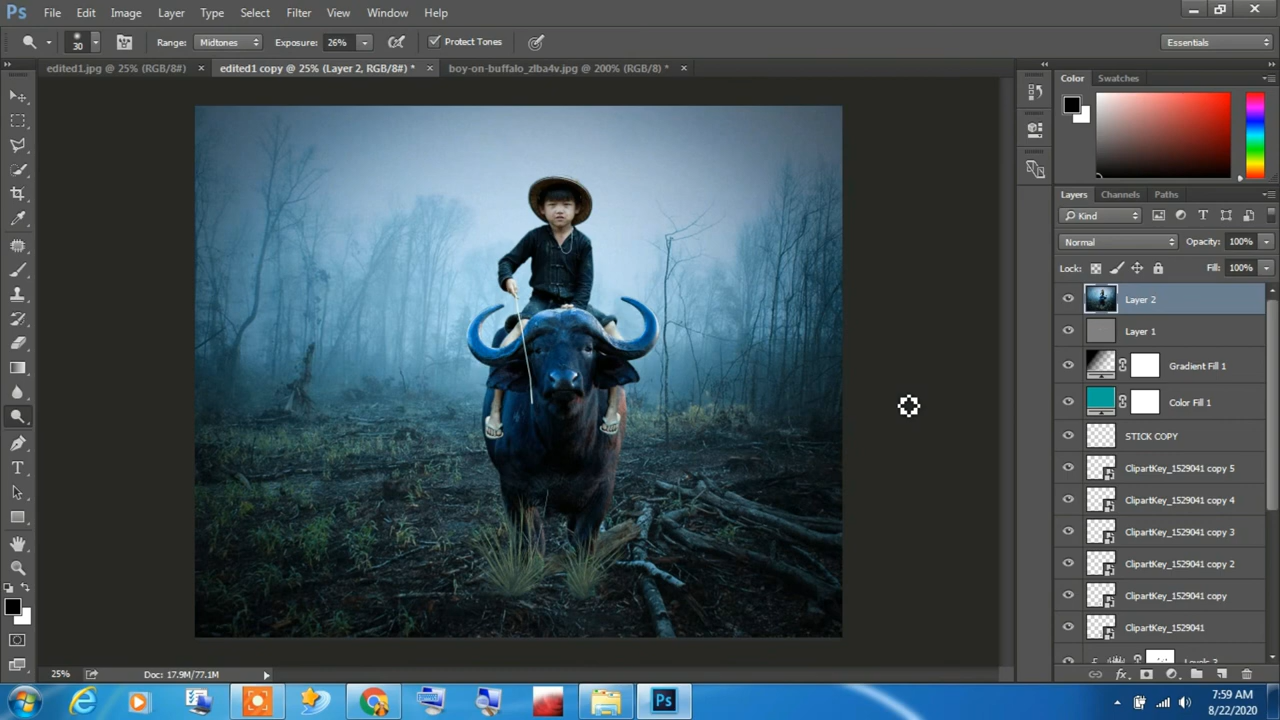 Ps File Edit Image Layer Type Select Filter View Window Help
30 Range: Midtones Exposure: 26% Protect Tones Essentials
edited1.jpg @ 25% (RGB/8#) × edited1 copy @ 25% (Layer 2, RGB/8#) * × boy-on-buffalo_zlba4v.jpg @ 200% (RGB/8) * ×
Color Swatches
Layers Channels Paths
Kind
Normal Opacity: 100%
Lock: Fill: 100%
Layer 2
Layer 1
Gradient Fill 1
Color Fill 1
STICK COPY
ClipartKey_1529041 copy 5
ClipartKey_1529041 copy 4
ClipartKey_1529041 copy 3
ClipartKey_1529041 copy 2
ClipartKey_1529041 copy
ClipartKey_1529041
25% Doc: 17.9M/77.1M
Ps
7:59 AM
8/22/2020